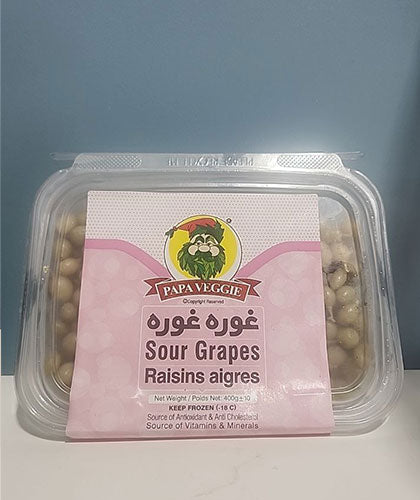 PAPA VEGGIE
®
©Copyright Reserved
غوره غوره
Sour Grapes
Raisins aigres
Net Weight / Poids Net: 400g±10
KEEP FROZEN (-18 C)
Source of Antioxidant & Anti Cholesterol
Source of Vitamins & Minerals